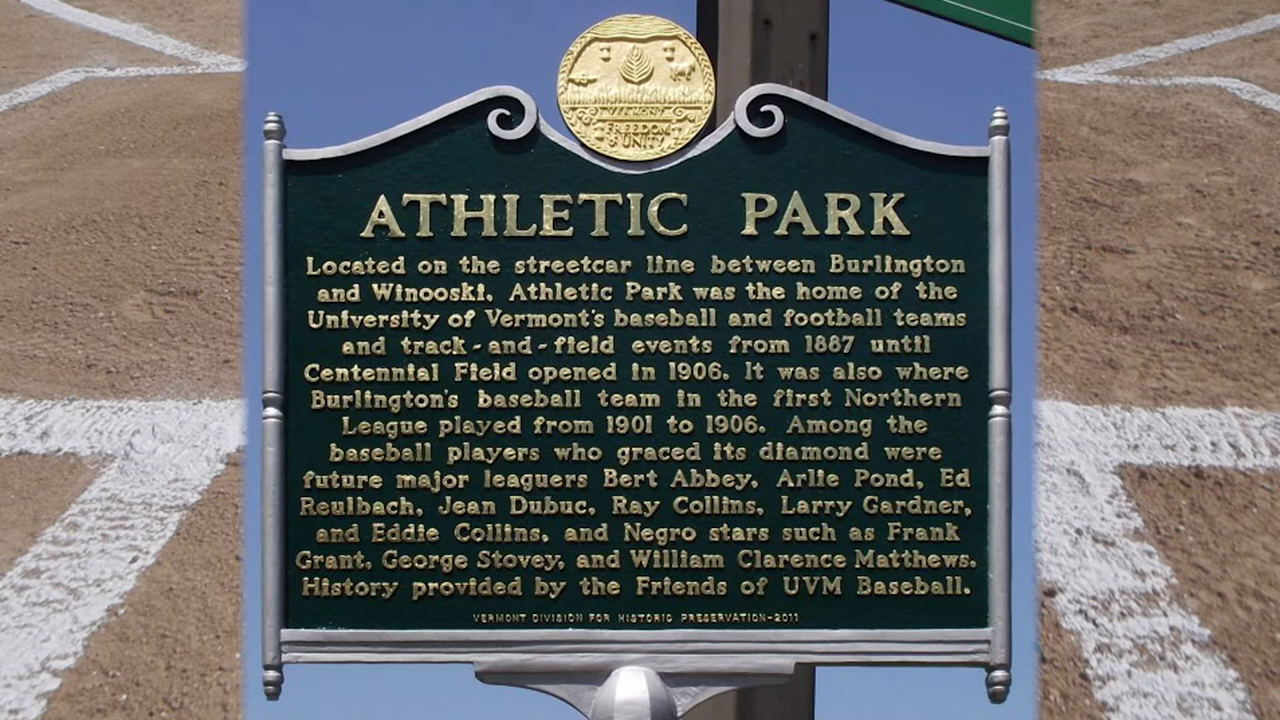 VERMONT
FREEDOM
& UNITY
ATHLETIC PARK
Located on the streetcar line between Burlington
and Winooski, Athletic Park was the home of the
University of Vermont's baseball and football teams
and track-and-field events from 1887 until
Centennial Field opened in 1906. It was also where
Burlington's baseball team in the first Northern
League played from 1901 to 1906. Among the
baseball players who graced its diamond were
future major leaguers Bert Abbey, Arlie Pond, Ed
Reulbach, Jean Dubuc, Ray Collins, Larry Gardner,
and Eddie Collins, and Negro stars such as Frank
Grant, George Stovey, and William Clarence Matthews.
History provided by the Friends of UVM Baseball.
VERMONT DIVISION FOR HISTORIC PRESERVATION-2011